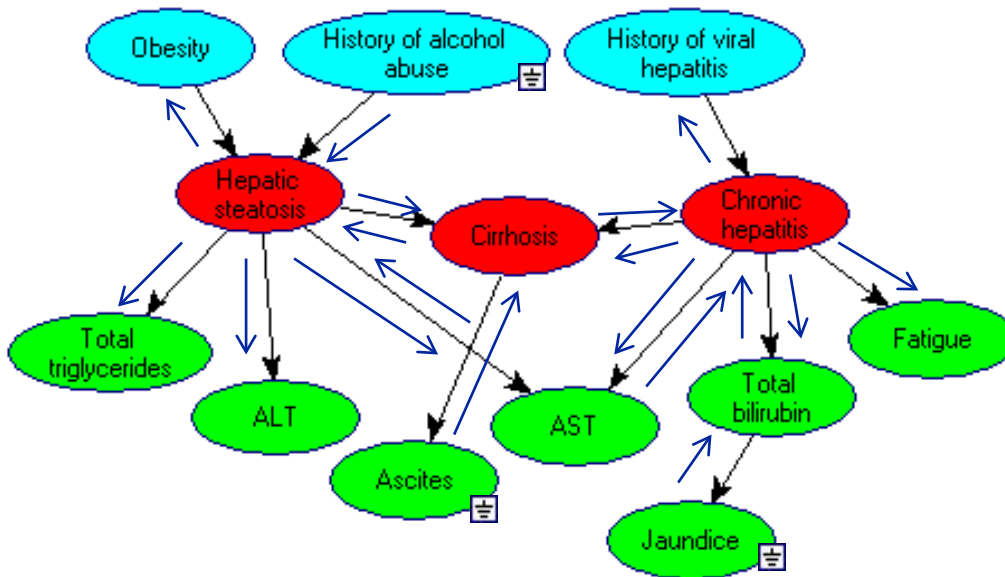 Obesity
History of alcohol
abuse
History of viral
hepatitis
Hepatic
steatosis
Cirrhosis
Chronic
hepatitis
Total
triglycerides
ALT
Ascites
AST
Total
bilirubin
Fatigue
Jaundice